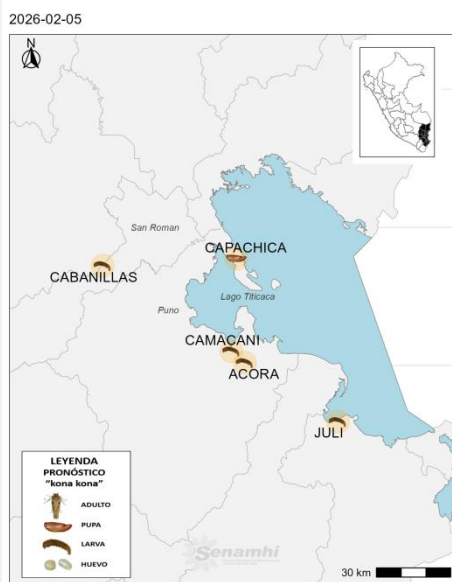 2026-02-05
N
San Roman
CAPACHICA
CABANILLAS
Lago Titicaca
Puno
CAMACANI
ACORA
JULI
LEYENDA
PRONÓSTICO
"kona kona"
ADULTO
PUPA
LARVA
HUEVO
Senamhi
30 km